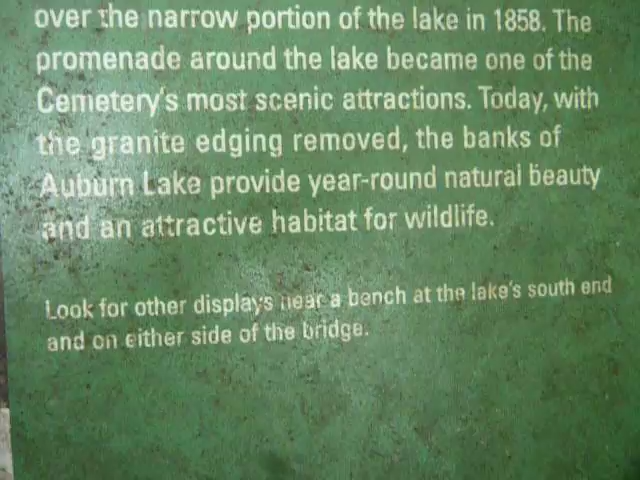 over the narrow portion of the lake in 1858. The
promenade around the lake became one of the
Cemetery's most scenic attractions. Today, with
the granite edging removed, the banks of
Auburn Lake provide year-round natural beauty
and an attractive habitat for wildlife.
Look for other displays near a bench at the lake's south end
and on either side of the bridge.